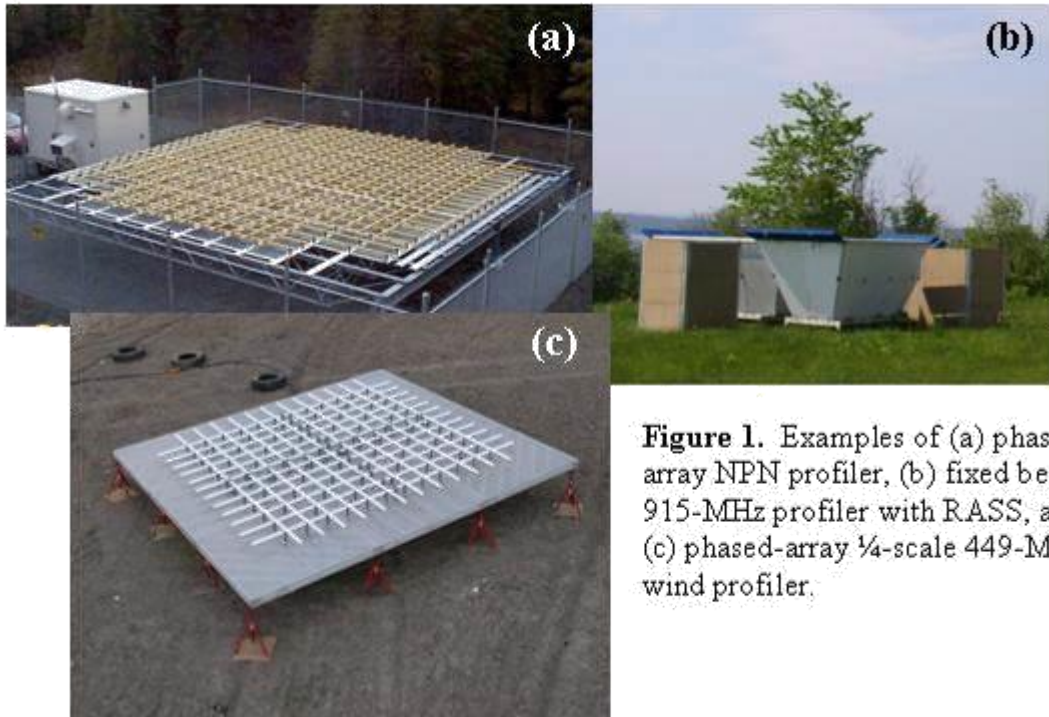 (a)
(b)
(c)
Figure 1. Examples of (a) phas
array NPN profiler, (b) fixed be
915-MHz profiler with RASS, a
(c) phased-array ¼-scale 449-M
wind profiler.